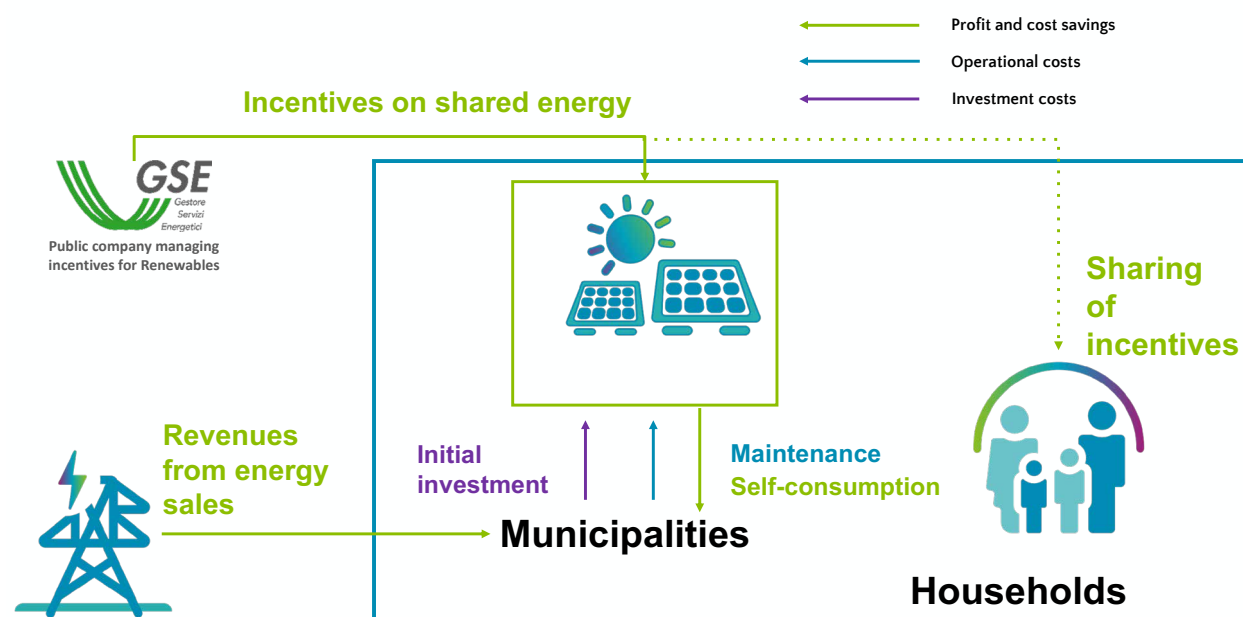 Profit and cost savings
Operational costs
Investment costs
Incentives on shared energy
GSE
Gestore
Servizi
Energetici
Public company managing
incentives for Renewables
Sharing
of
incentives
Revenues
from energy
sales
Initial
investment
Maintenance
Self-consumption
Municipalities
Households